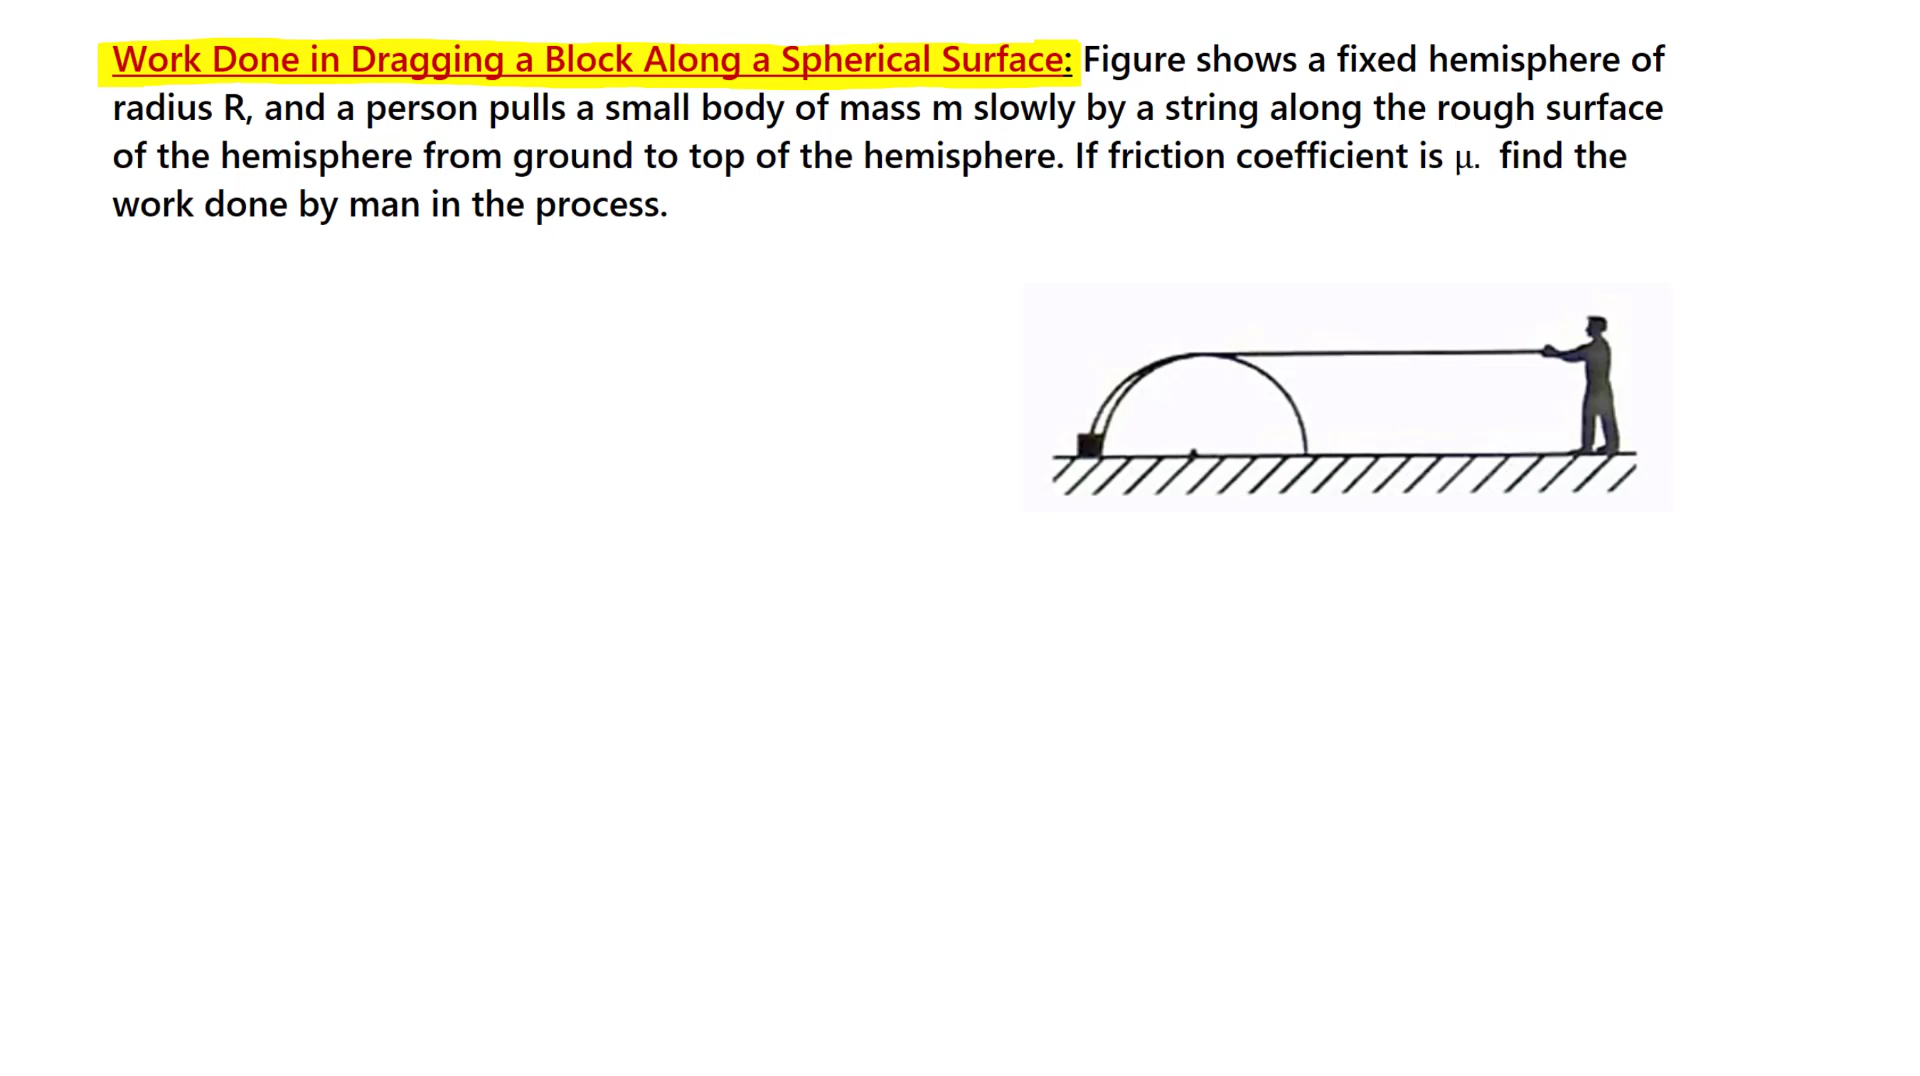 Work Done in Dragging a Block Along a Spherical Surface: Figure shows a fixed hemisphere of
radius R, and a person pulls a small body of mass m slowly by a string along the rough surface
of the hemisphere from ground to top of the hemisphere. If friction coefficient is μ. find the
work done by man in the process.